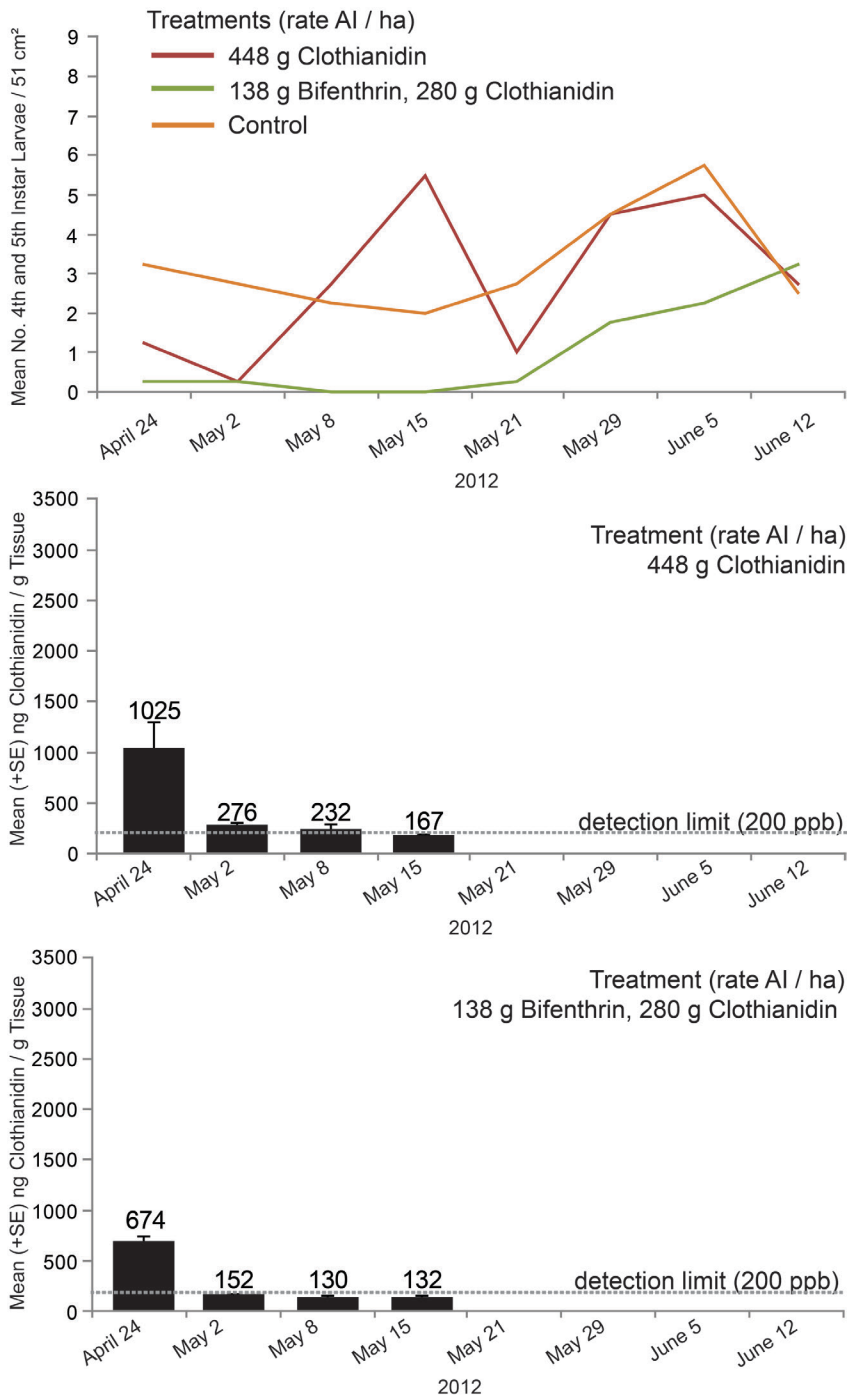 Treatments (rate AI / ha)
448 g Clothianidin
138 g Bifenthrin, 280 g Clothianidin
Control
Mean No. 4th and 5th Instar Larvae / 51 cm²
9
8
7
6
5
4
3
2
1
0
April 24
May 2
May 8
May 15
May 21
May 29
June 5
June 12
2012
Mean (+SE) ng Clothianidin / g Tissue
3500
3000
2500
2000
1500
1000
500
0
Treatment (rate AI / ha)
448 g Clothianidin
1025
276
232
167
detection limit (200 ppb)
April 24
May 2
May 8
May 15
May 21
May 29
June 5
June 12
2012
Mean (+SE) ng Clothianidin / g Tissue
3500
3000
2500
2000
1500
1000
500
0
Treatment (rate AI / ha)
138 g Bifenthrin, 280 g Clothianidin
674
152
130
132
detection limit (200 ppb)
April 24
May 2
May 8
May 15
May 21
May 29
June 5
June 12
2012